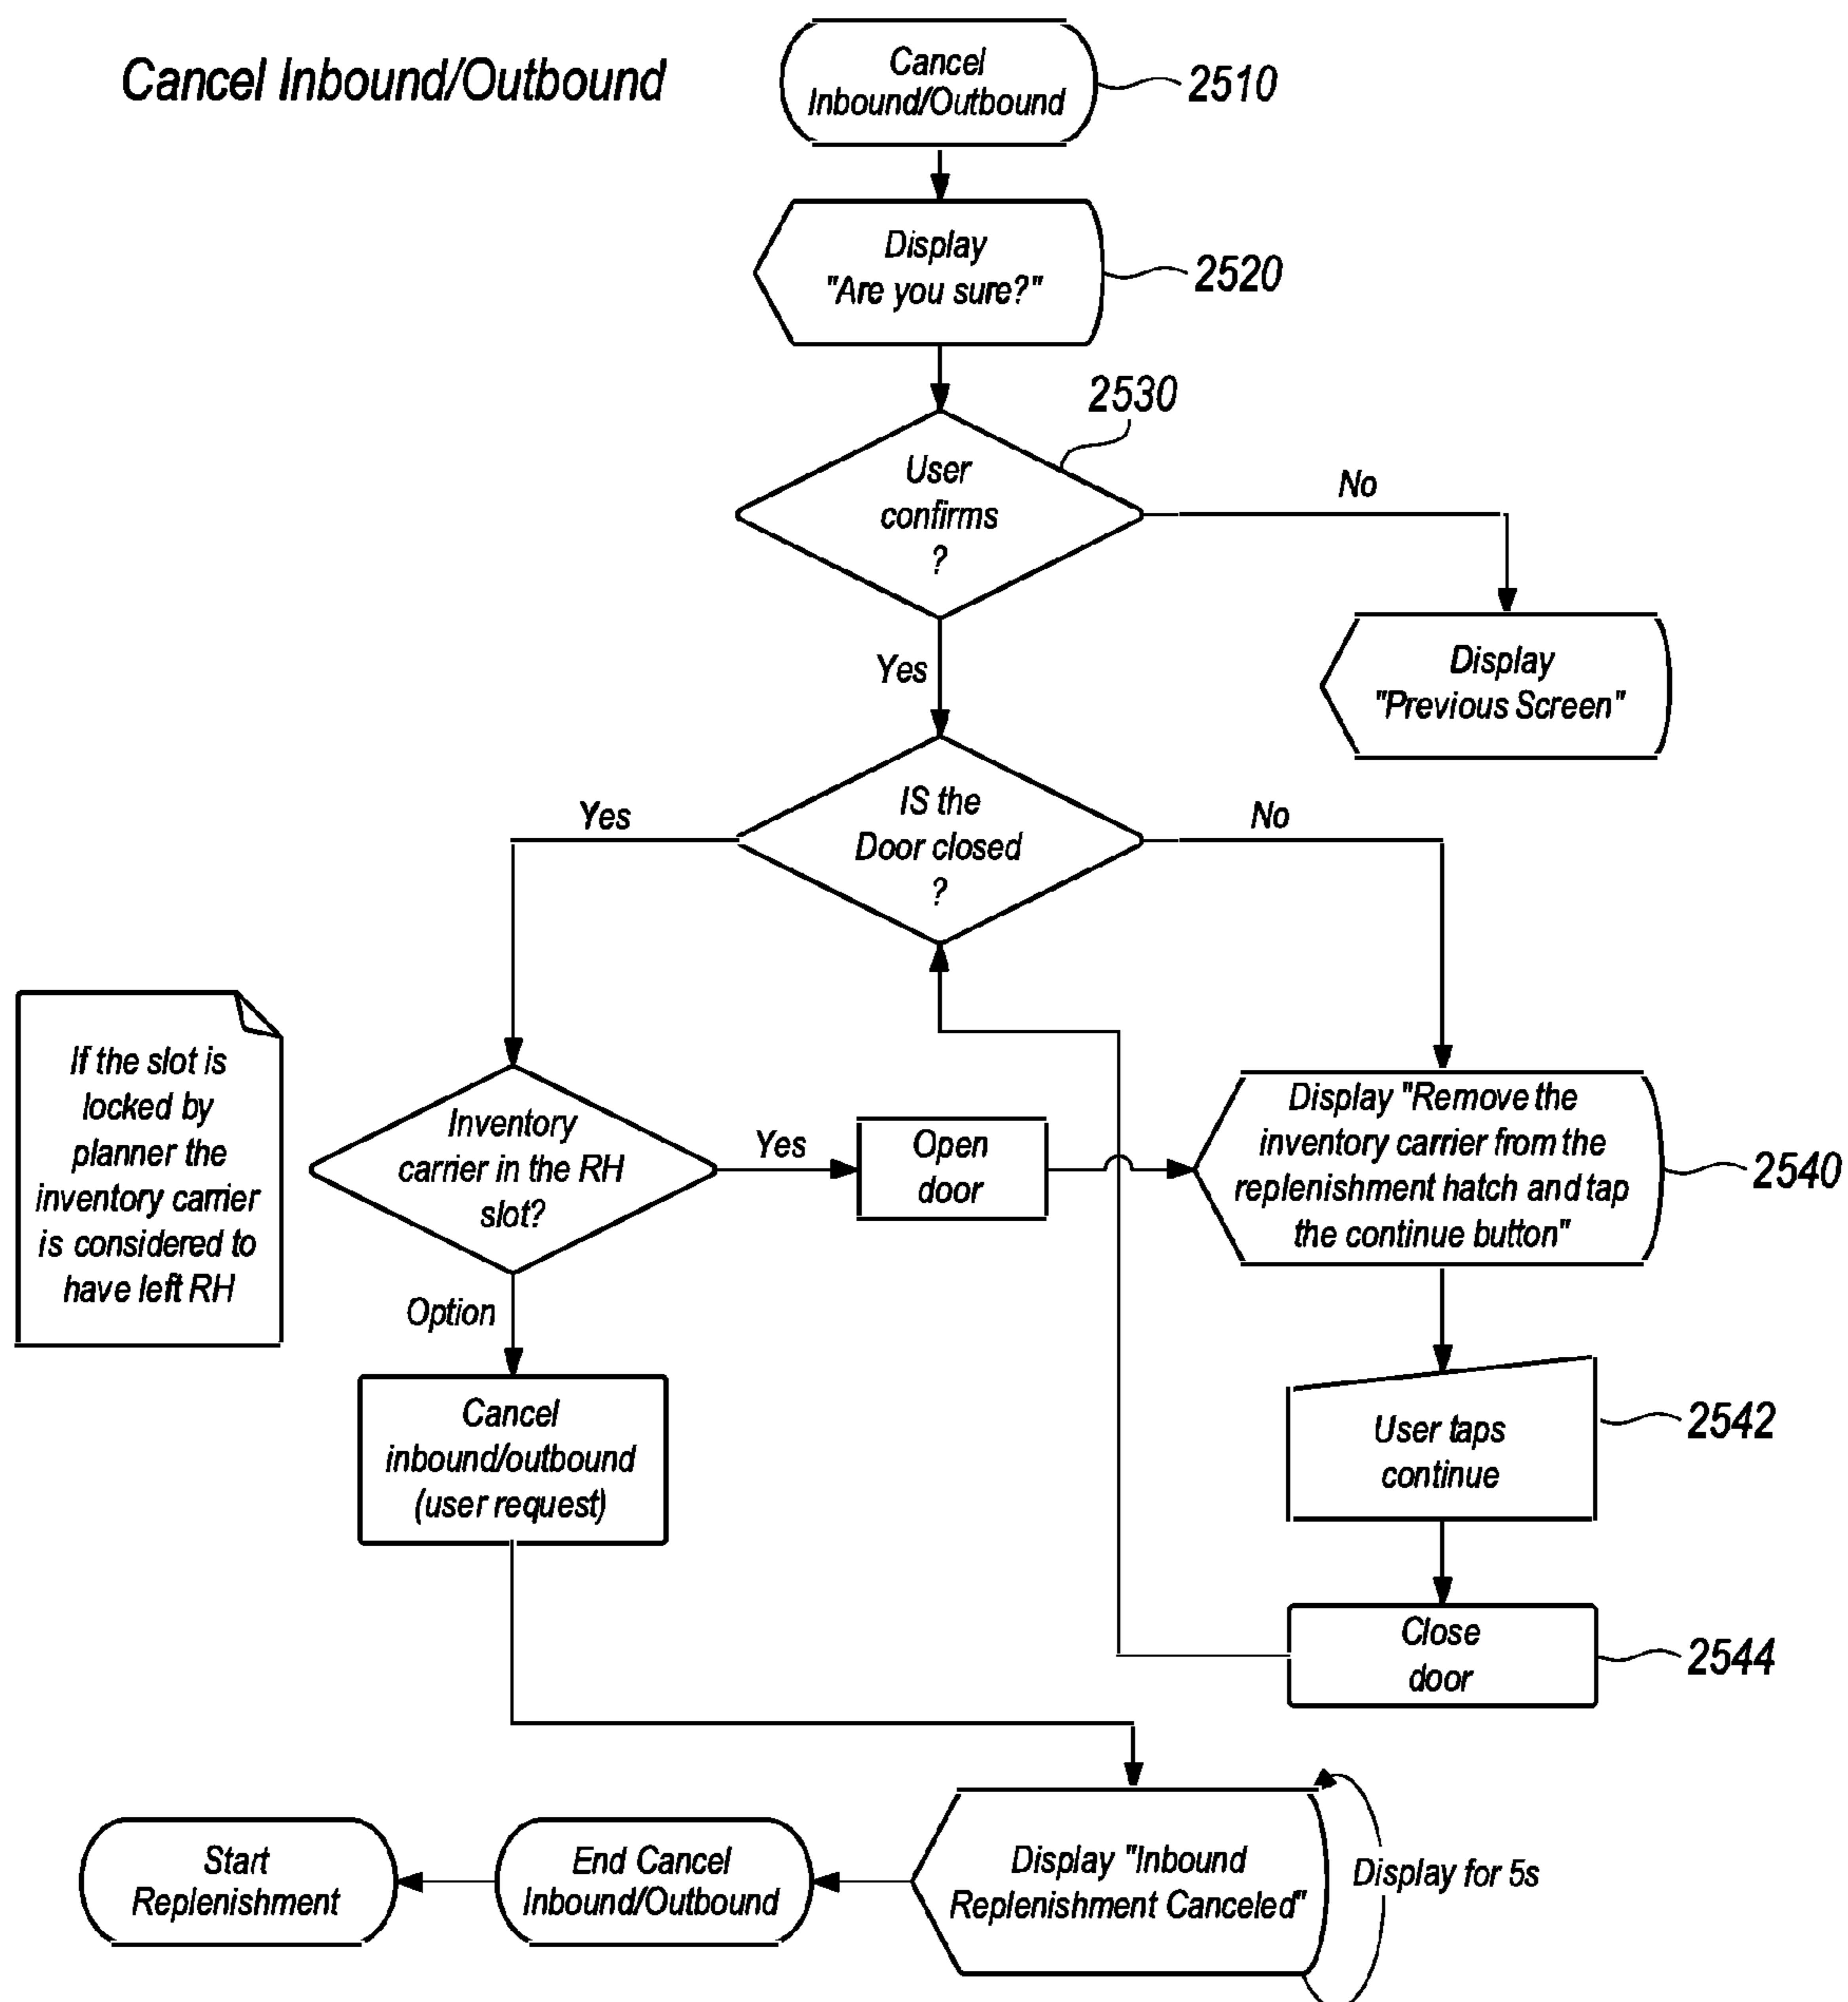 Cancel Inbound/Outbound
Cancel
Inbound/Outbound
2510
Display
"Are you sure?"
2520
2530
User
confirms
?
No
Display
"Previous Screen"
Yes
IS the
Door closed
?
Yes
No
If the slot is
locked by
planner the
inventory carrier
is considered to
have left RH
Inventory
carrier in the RH
slot?
Yes
Open
door
Display "Remove the
inventory carrier from the
replenishment hatch and tap
the continue button"
2540
Option
Cancel
inbound/outbound
(user request)
User taps
continue
2542
Close
door
2544
Start
Replenishment
End Cancel
Inbound/Outbound
Display "Inbound
Replenishment Canceled"
Display for 5s